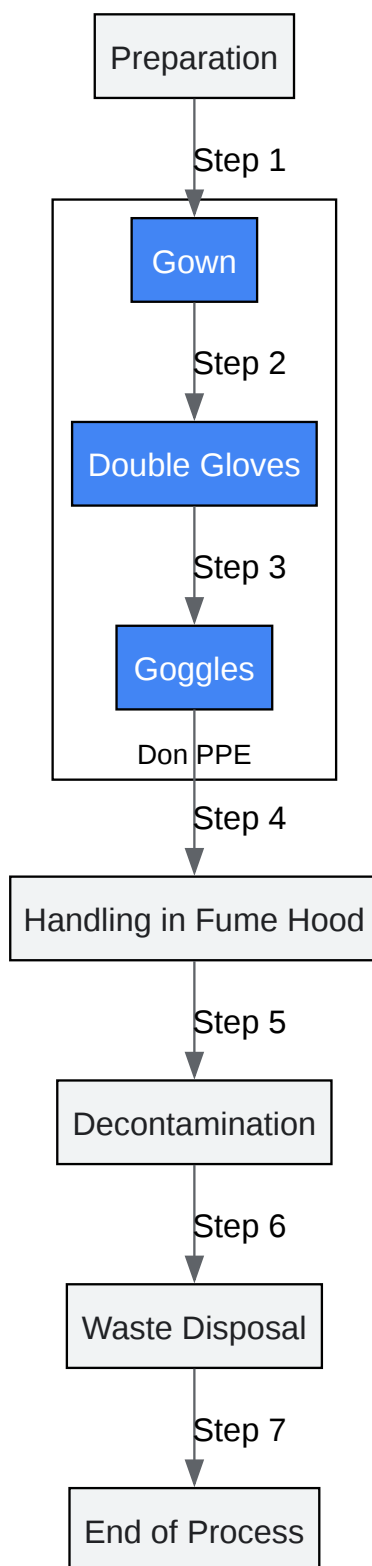 Preparation
Step 1
Gown
Step 2
Double Gloves
Step 3
Goggles
Don PPE
Step 4
Handling in Fume Hood
Step 5
Decontamination
Step 6
Waste Disposal
Step 7
End of Process